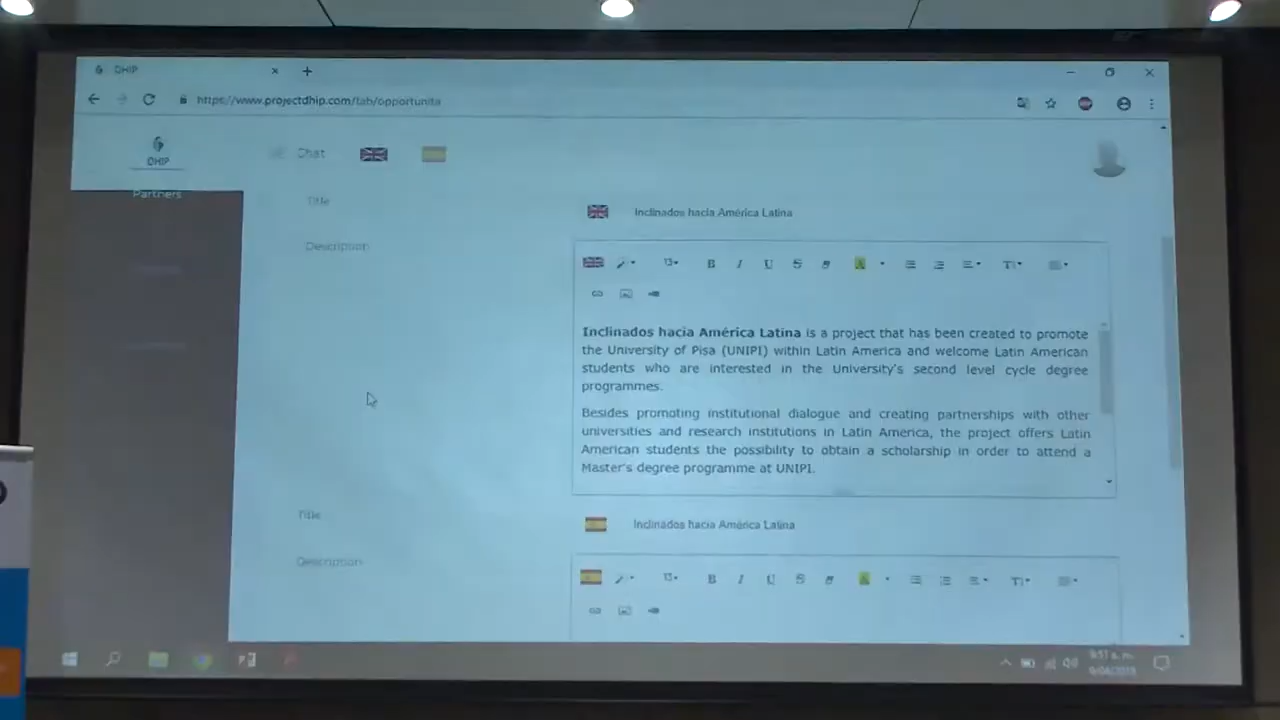 DHIP
https://www.projectdhip.com/tab/opportunita
DHIP
Chat
Partners
Title
Inclinados hacia América Latina
Description
13
B I U S
A
Inclinados hacia América Latina is a project that has been created to promote
the University of Pisa (UNIPI) within Latin America and welcome Latin American
students who are interested in the University's second level cycle degree
programmes.
Besides promoting institutional dialogue and creating partnerships with other
universities and research institutions in Latin America, the project offers Latin
American students the possibility to obtain a scholarship in order to attend a
Master's degree programme at UNIPI.
Title
Inclinados hacia América Latina
Description
13
B I U S
A